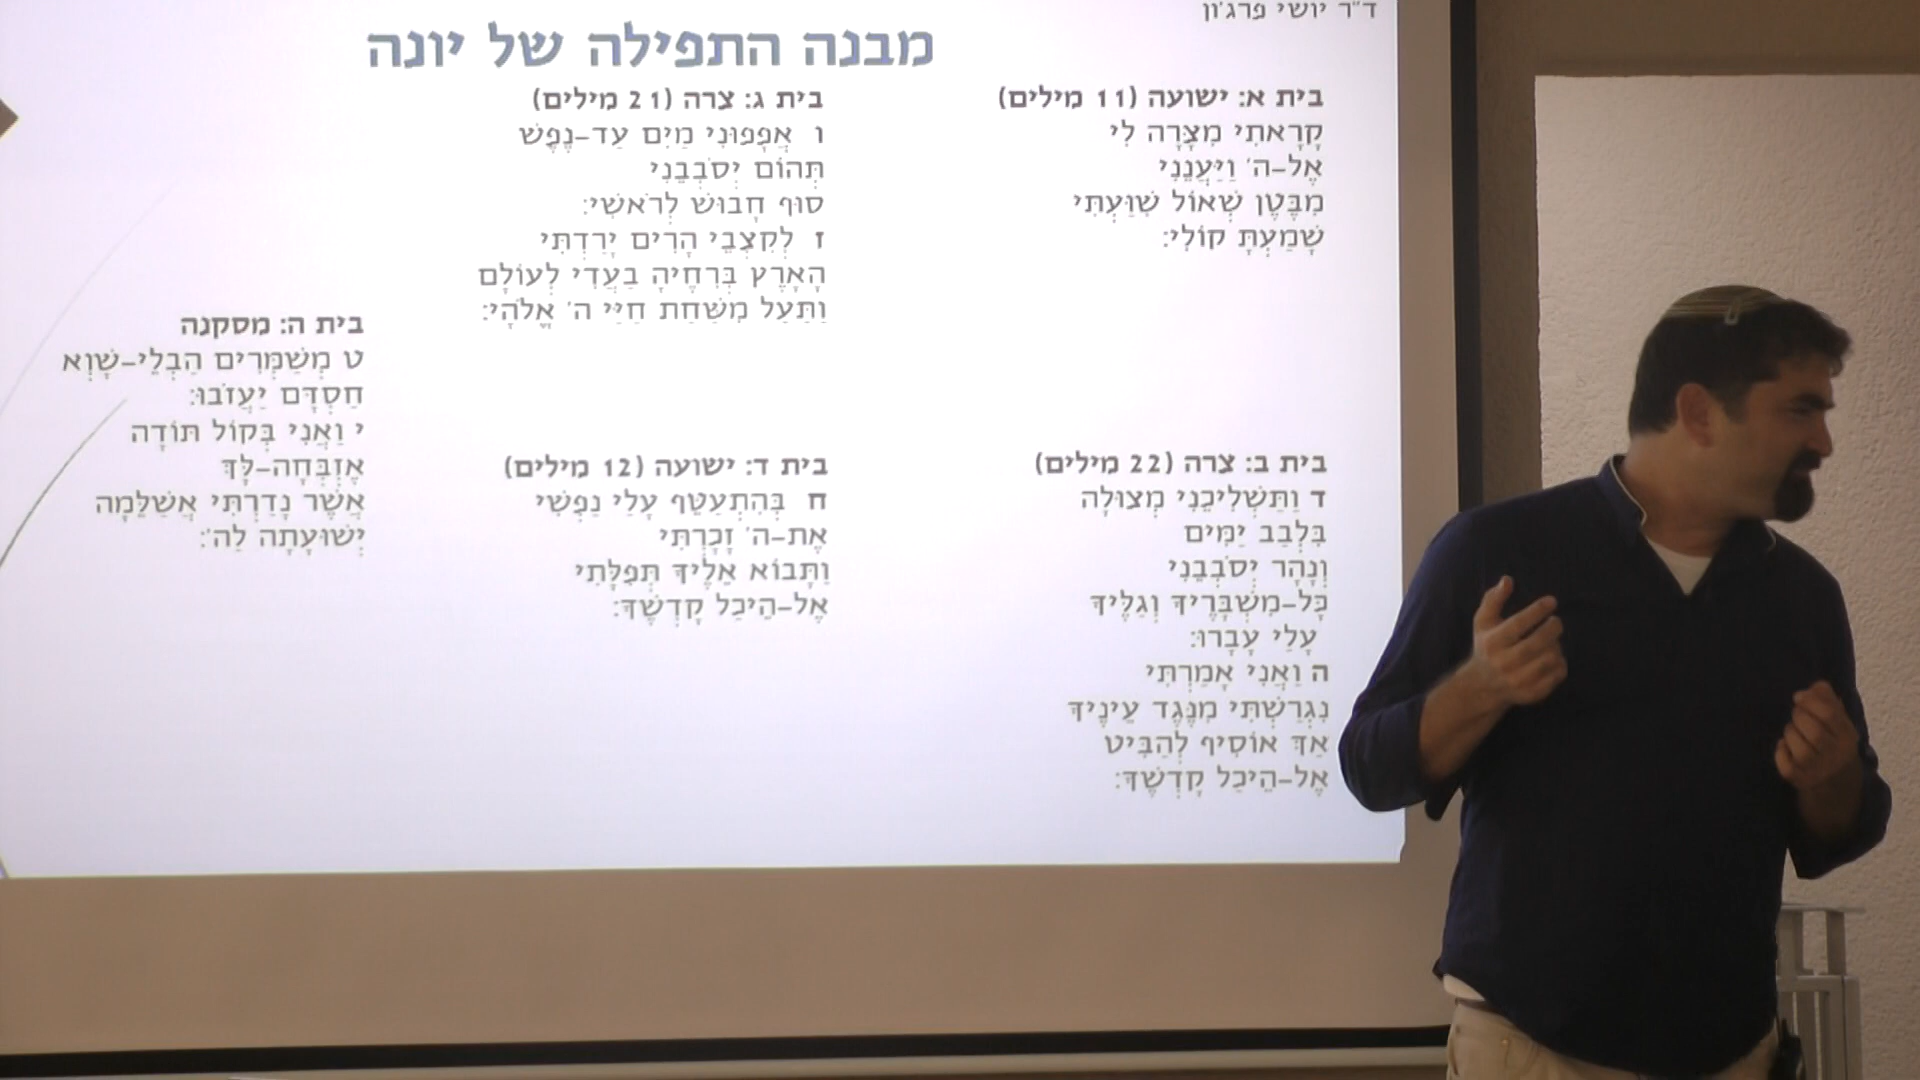 ד"ר יושי פרג'ון
מבנה התפילה של יונה
בית א: ישועה (11 מילים)
קָרָאתִי מִצָּרָה לִי
אֶל-ה' וַיַּעֲנֵנִי
מִבֶּטֶן שְׁאוֹל שִׁוַּעְתִּי
שָׁמַעְתָּ קוֹלִי:
בית ב: צרה (22 מילים)
ד וַתַּשְׁלִיכֵנִי מְצוּלָה
בִּלְבַב יַמִּים
וְנָהָר יְסֹבְבֵנִי
כָּל-מִשְׁבָּרֶיךָ וְגַלֶּיךָ
עָלַי עָבָרוּ:
ה וַאֲנִי אָמַרְתִּי
נִגְרַשְׁתִּי מִנֶּגֶד עֵינֶיךָ
אַךְ אוֹסִיף לְהַבִּיט
אֶל-הֵיכַל קָדְשֶׁךָ:
בית ג: צרה (21 מילים)
ו אֲפָפוּנִי מַיִם עַד-נֶפֶשׁ
תְּהוֹם יְסֹבְבֵנִי
סוּף חָבוּשׁ לְרֹאשִׁי:
ז לְקִצְבֵי הָרִים יָרַדְתִּי
הָאָרֶץ בְּרִחֶיהָ בַעֲדִי לְעוֹלָם
וַתַּעַל מִשַּׁחַת חַיַּי ה' אֱלֹהָי:
בית ד: ישועה (12 מילים)
ח בְּהִתְעַטֵּף עָלַי נַפְשִׁי
אֶת-ה' זָכָרְתִּי
וַתָּבוֹא אֵלֶיךָ תְּפִלָּתִי
אֶל-הֵיכַל קָדְשֶׁךָ:
בית ה: מסקנה
ט מְשַׁמְּרִים הַבְלֵי-שָׁוְא
חַסְדָּם יַעֲזֹבוּ:
י וַאֲנִי בְּקוֹל תּוֹדָה
אֶזְבְּחָה-לָּךְ
אֲשֶׁר נָדַרְתִּי אֲשַׁלֵּמָה
יְשׁוּעָתָה לַה':